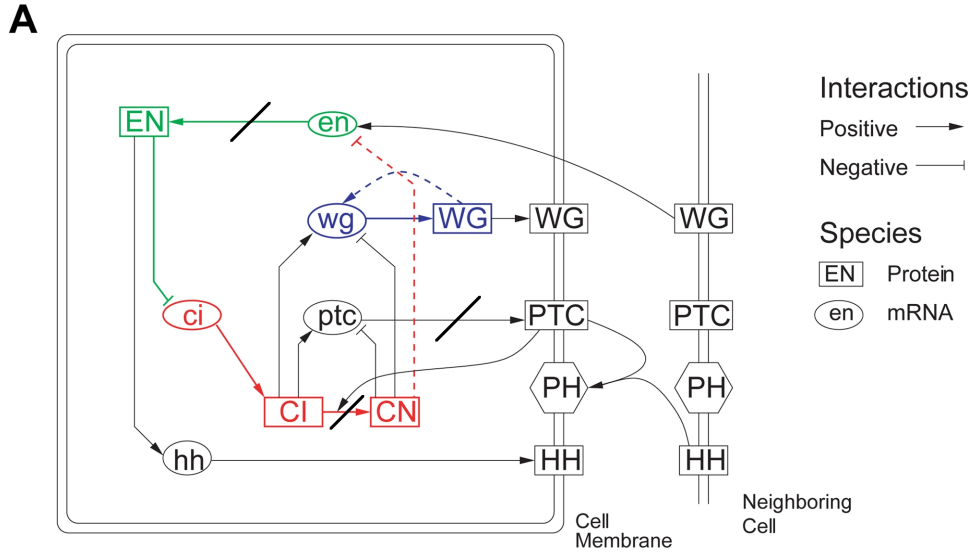 A
EN
en
WG
WG
WG
wg
ci
ptc
PTC
PTC
PH
PH
CI
CN
hh
HH
HH
Cell
Membrane
Neighboring
Cell
Interactions
Positive
Negative
Species
EN Protein
en mRNA